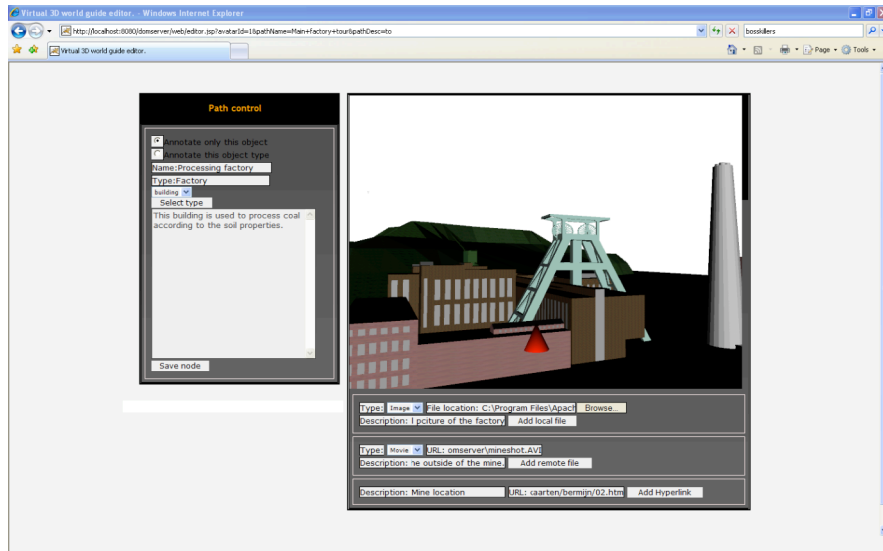 Virtual 3D world guide editor. - Windows Internet Explorer
http://localhost:8080/domserver/web/editor.jsp?avatarId=1&pathName=Main+factory+tour&pathDesc=to
bosskillers
Virtual 3D world guide editor.
Page
Tools
Path control
Annotate only this object
Annotate this object type
Name:Processing factory
Type:Factory
building
Select type
This building is used to process coal
according to the soil properties.
Save node
Type: Image File location: C:\Program Files\Apach Browse...
Description: l pciture of the factory Add local file
Type: Movie URL: omserver\mineshot.AVI
Description: ne outside of the mine. Add remote file
Description: Mine location URL: kaarten/bermijn/02.htm Add Hyperlink